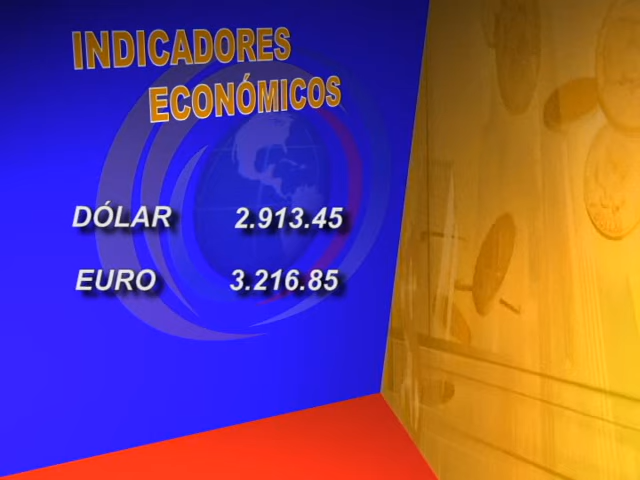 INDICADORES
ECONÓMICOS
DÓLAR 2.913.45
EURO 3.216.85